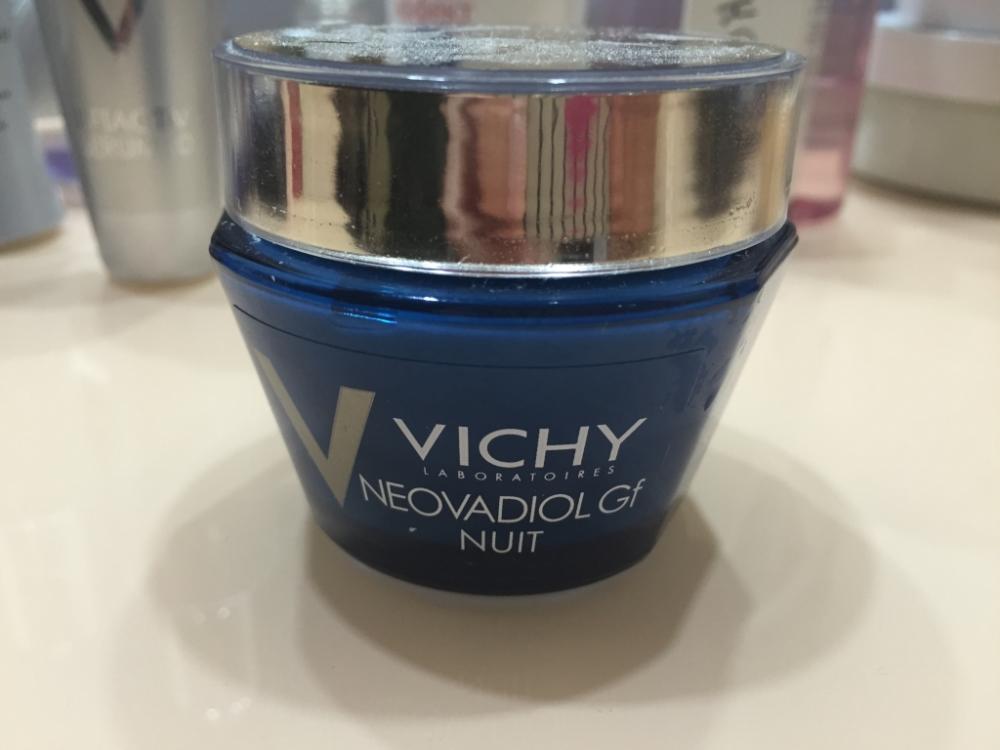 VICHY
LABORATOIRES
NEOVADIOL Gf
NUIT